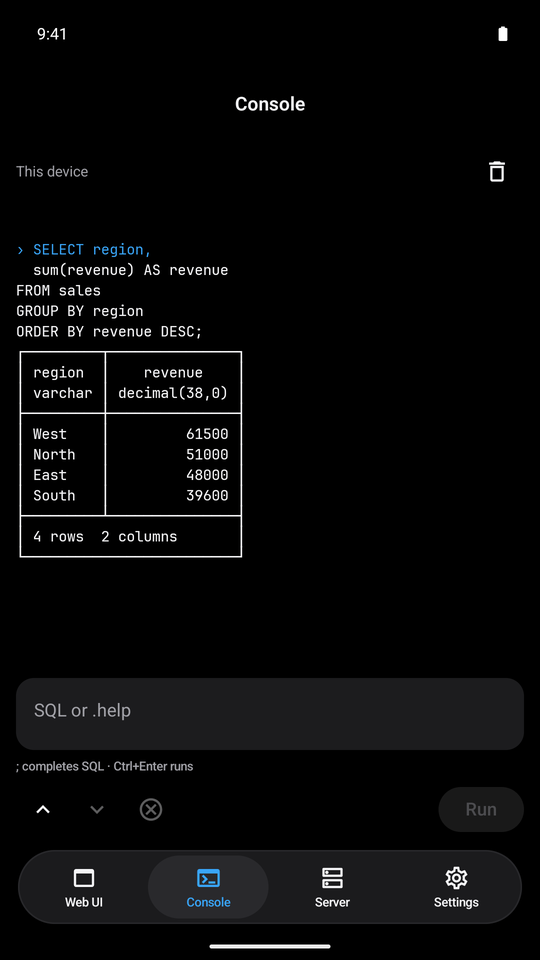 9:41
Console
This device
› SELECT region,
sum(revenue) AS revenue
FROM sales
GROUP BY region
ORDER BY revenue DESC;
region revenue
varchar decimal(38,0)
West 61500
North 51000
East 48000
South 39600
4 rows 2 columns
SQL or .help
; completes SQL · Ctrl+Enter runs
Run
Web UI Console Server Settings